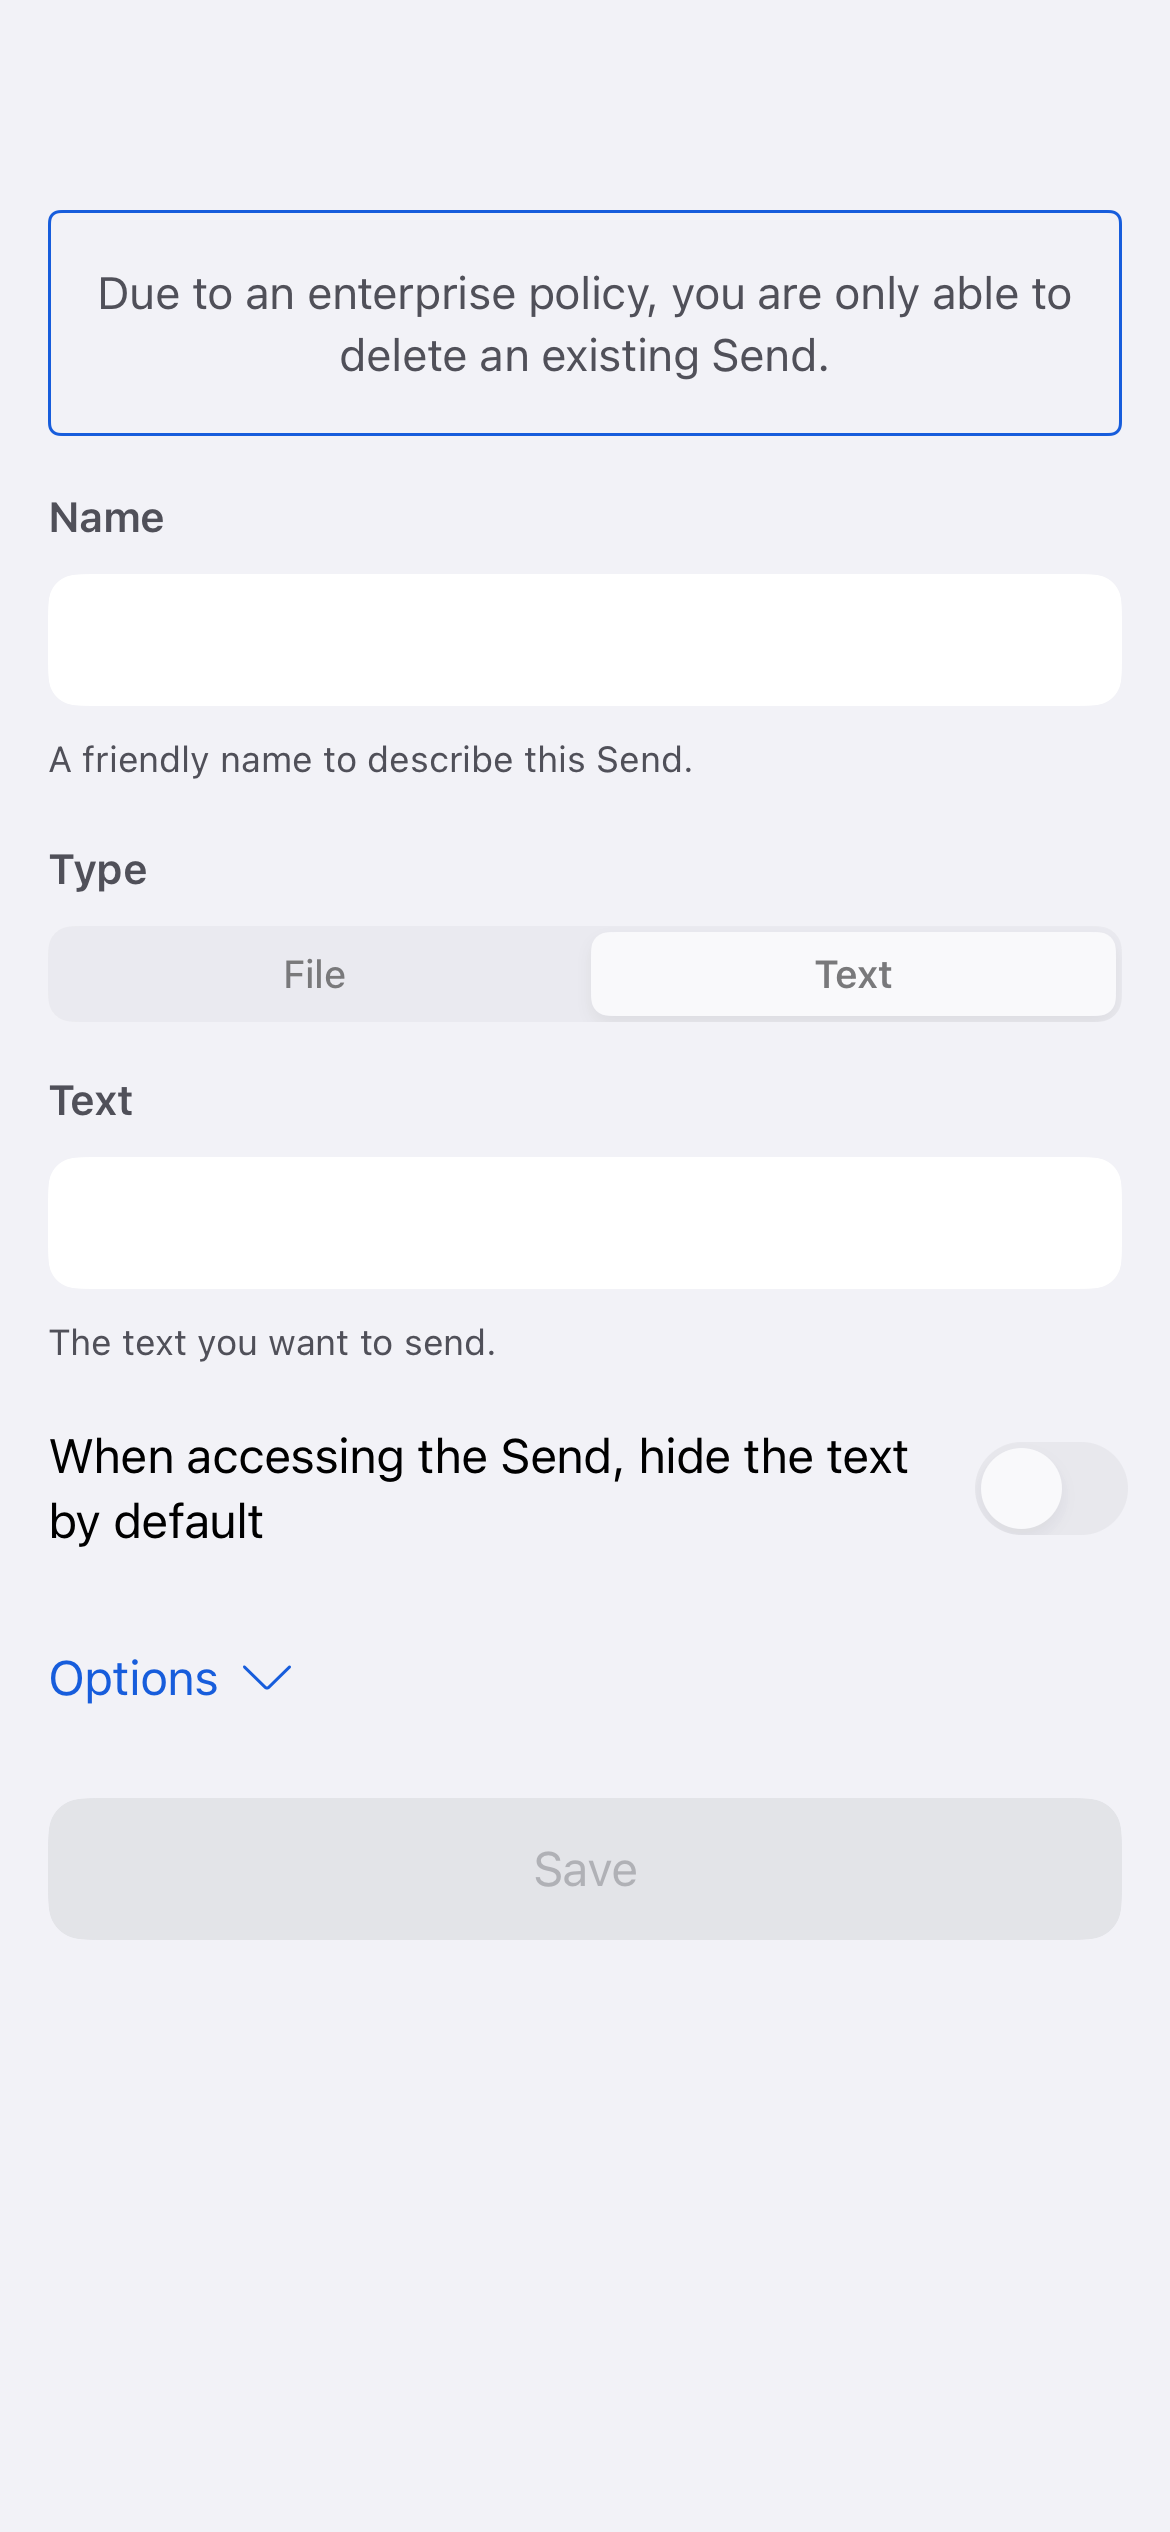 Due to an enterprise policy, you are only able to
delete an existing Send.
Name
A friendly name to describe this Send.
Type
File
Text
Text
The text you want to send.
When accessing the Send, hide the text
by default
Options
Save